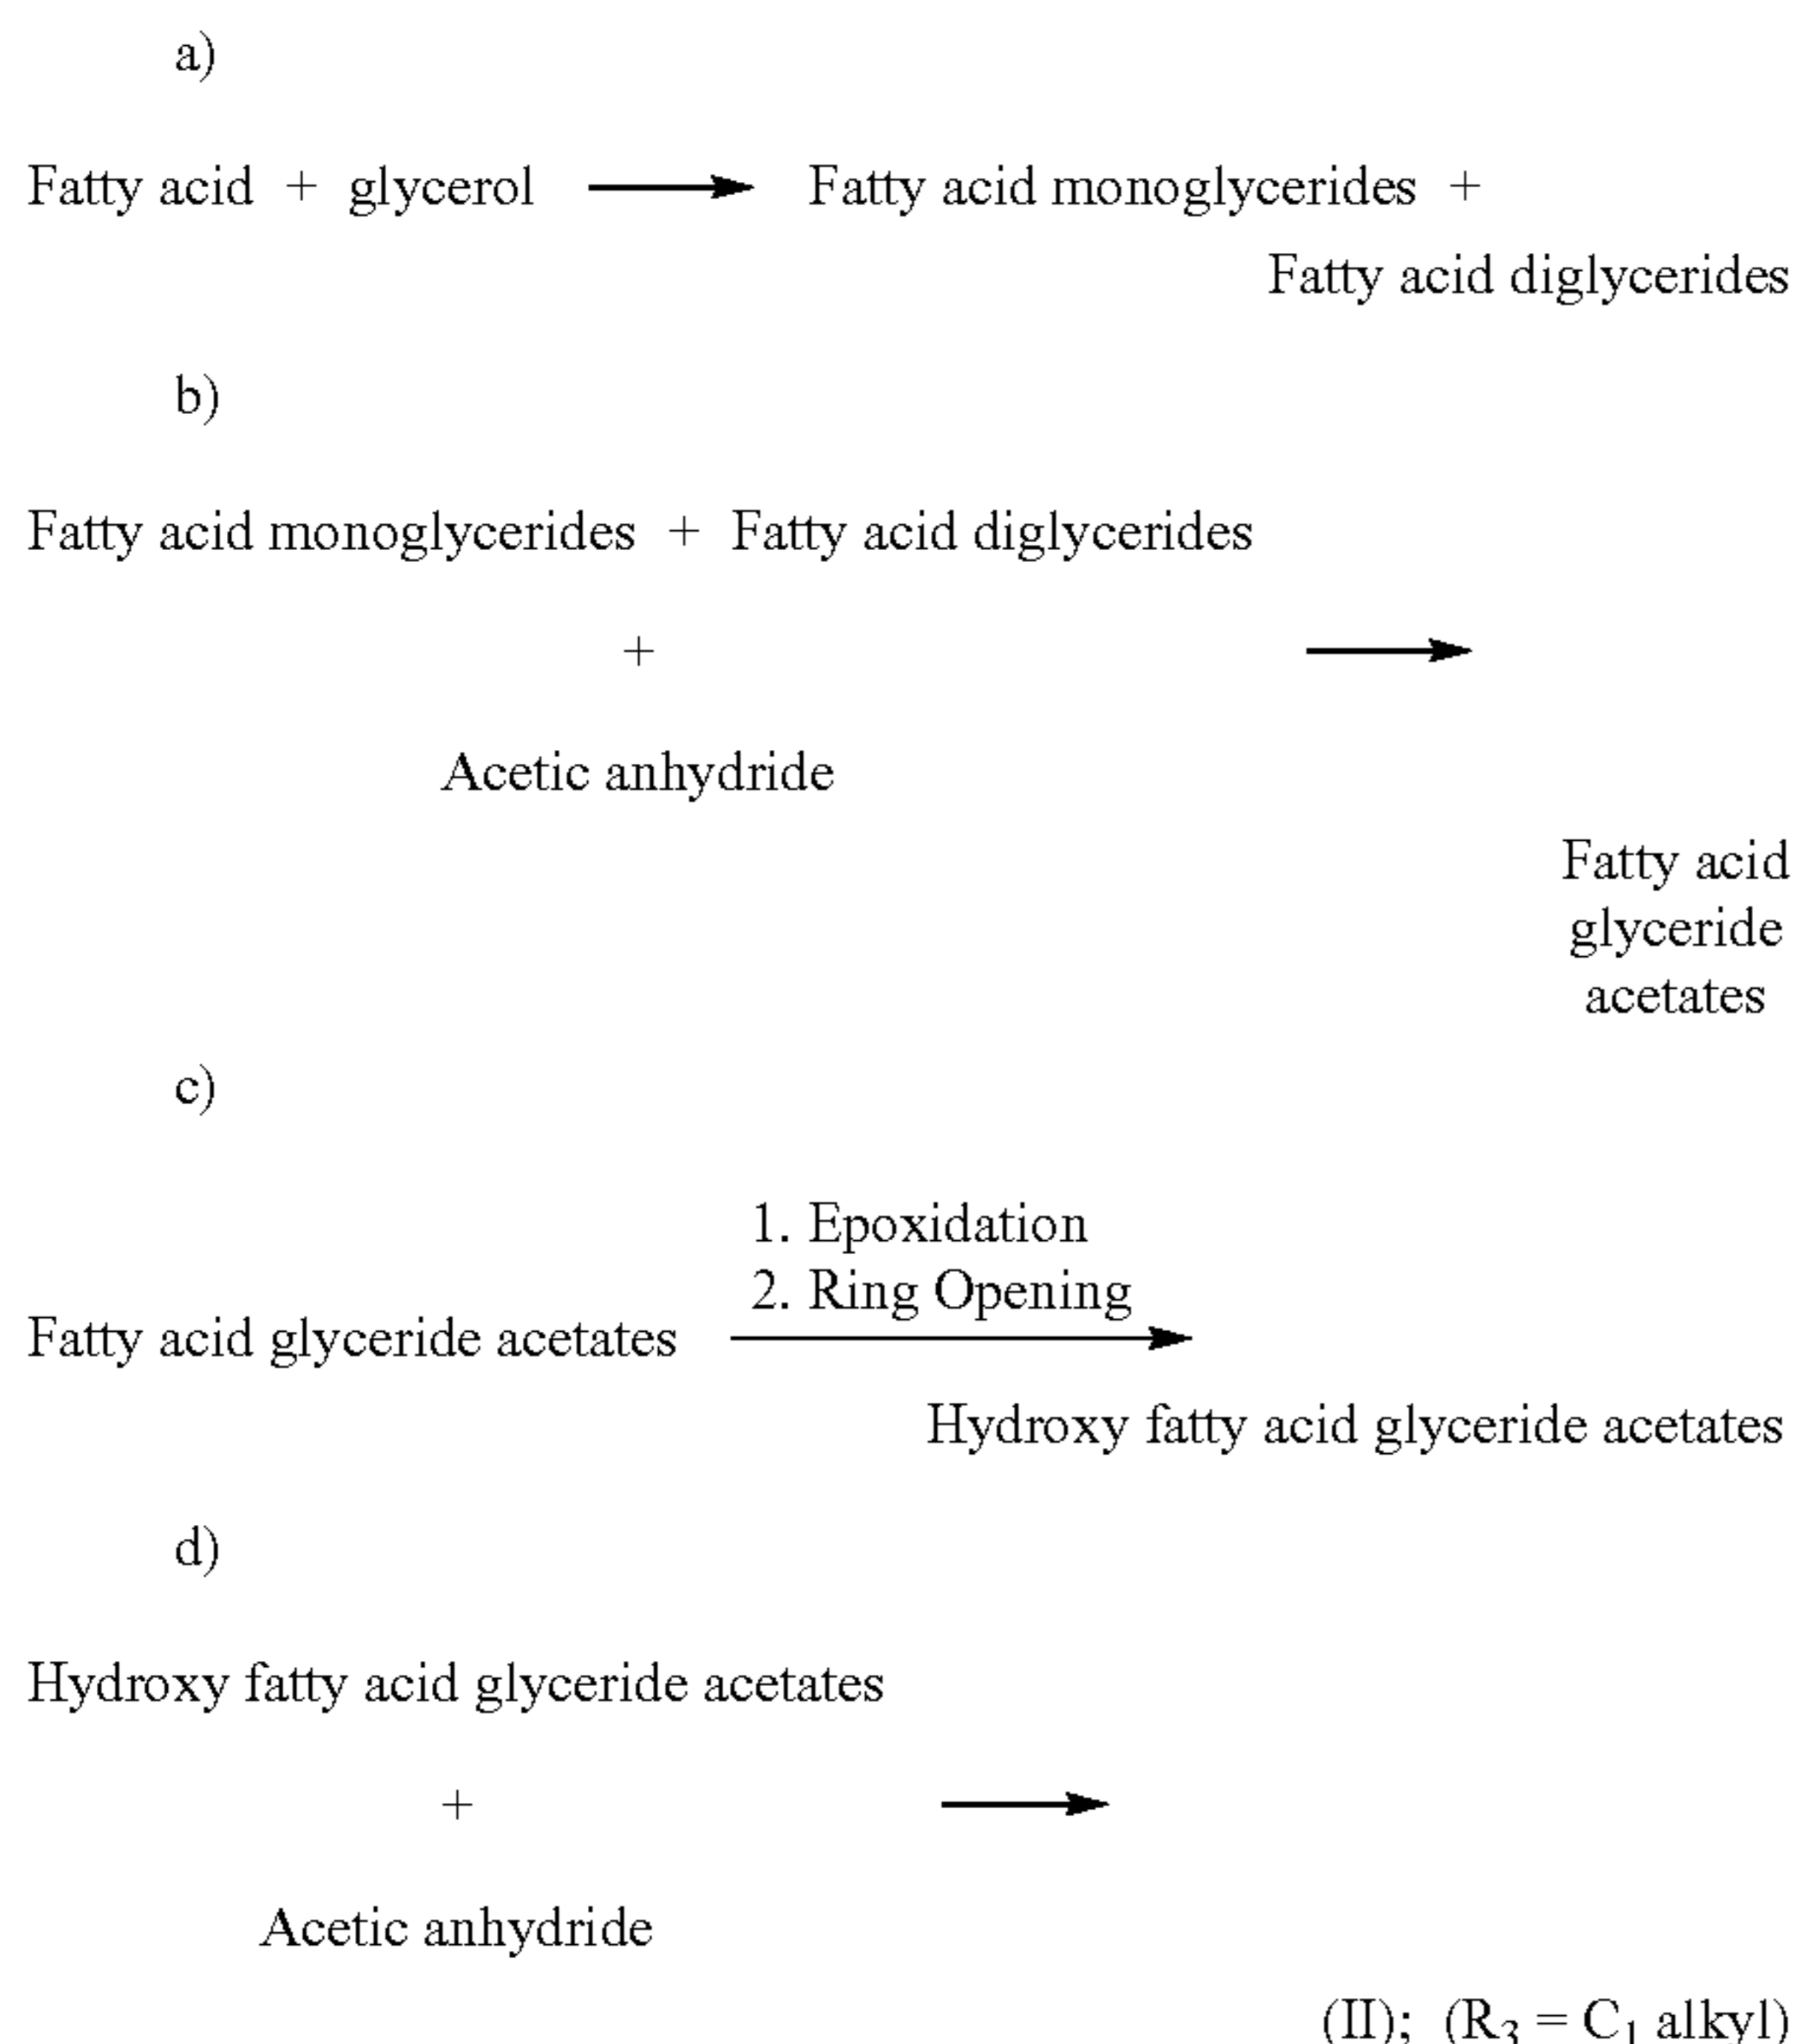 a)
Fatty acid + glycerol ⟶ Fatty acid monoglycerides +
Fatty acid diglycerides
b)
Fatty acid monoglycerides + Fatty acid diglycerides
+ ⟶
Acetic anhydride
Fatty acid
glyceride
acetates
c)
1. Epoxidation
2. Ring Opening
Fatty acid glyceride acetates ⟶
Hydroxy fatty acid glyceride acetates
d)
Hydroxy fatty acid glyceride acetates
+ ⟶
Acetic anhydride
(II); (R₃ = C₁ alkyl)